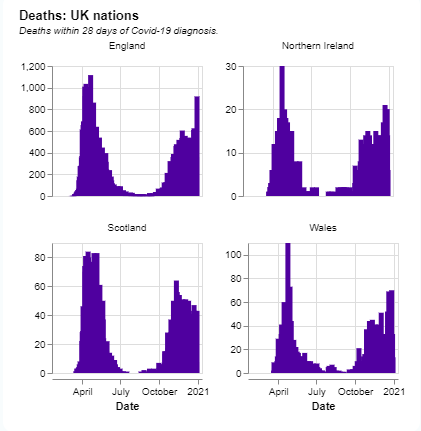 Deaths: UK nations
Deaths within 28 days of Covid-19 diagnosis.
England
1,200
1,000
800
600
400
200
0
Northern Ireland
30
20
10
0
Scotland
80
60
40
20
0
April July October 2021
Date
Wales
100
80
60
40
20
0
April July October 2021
Date